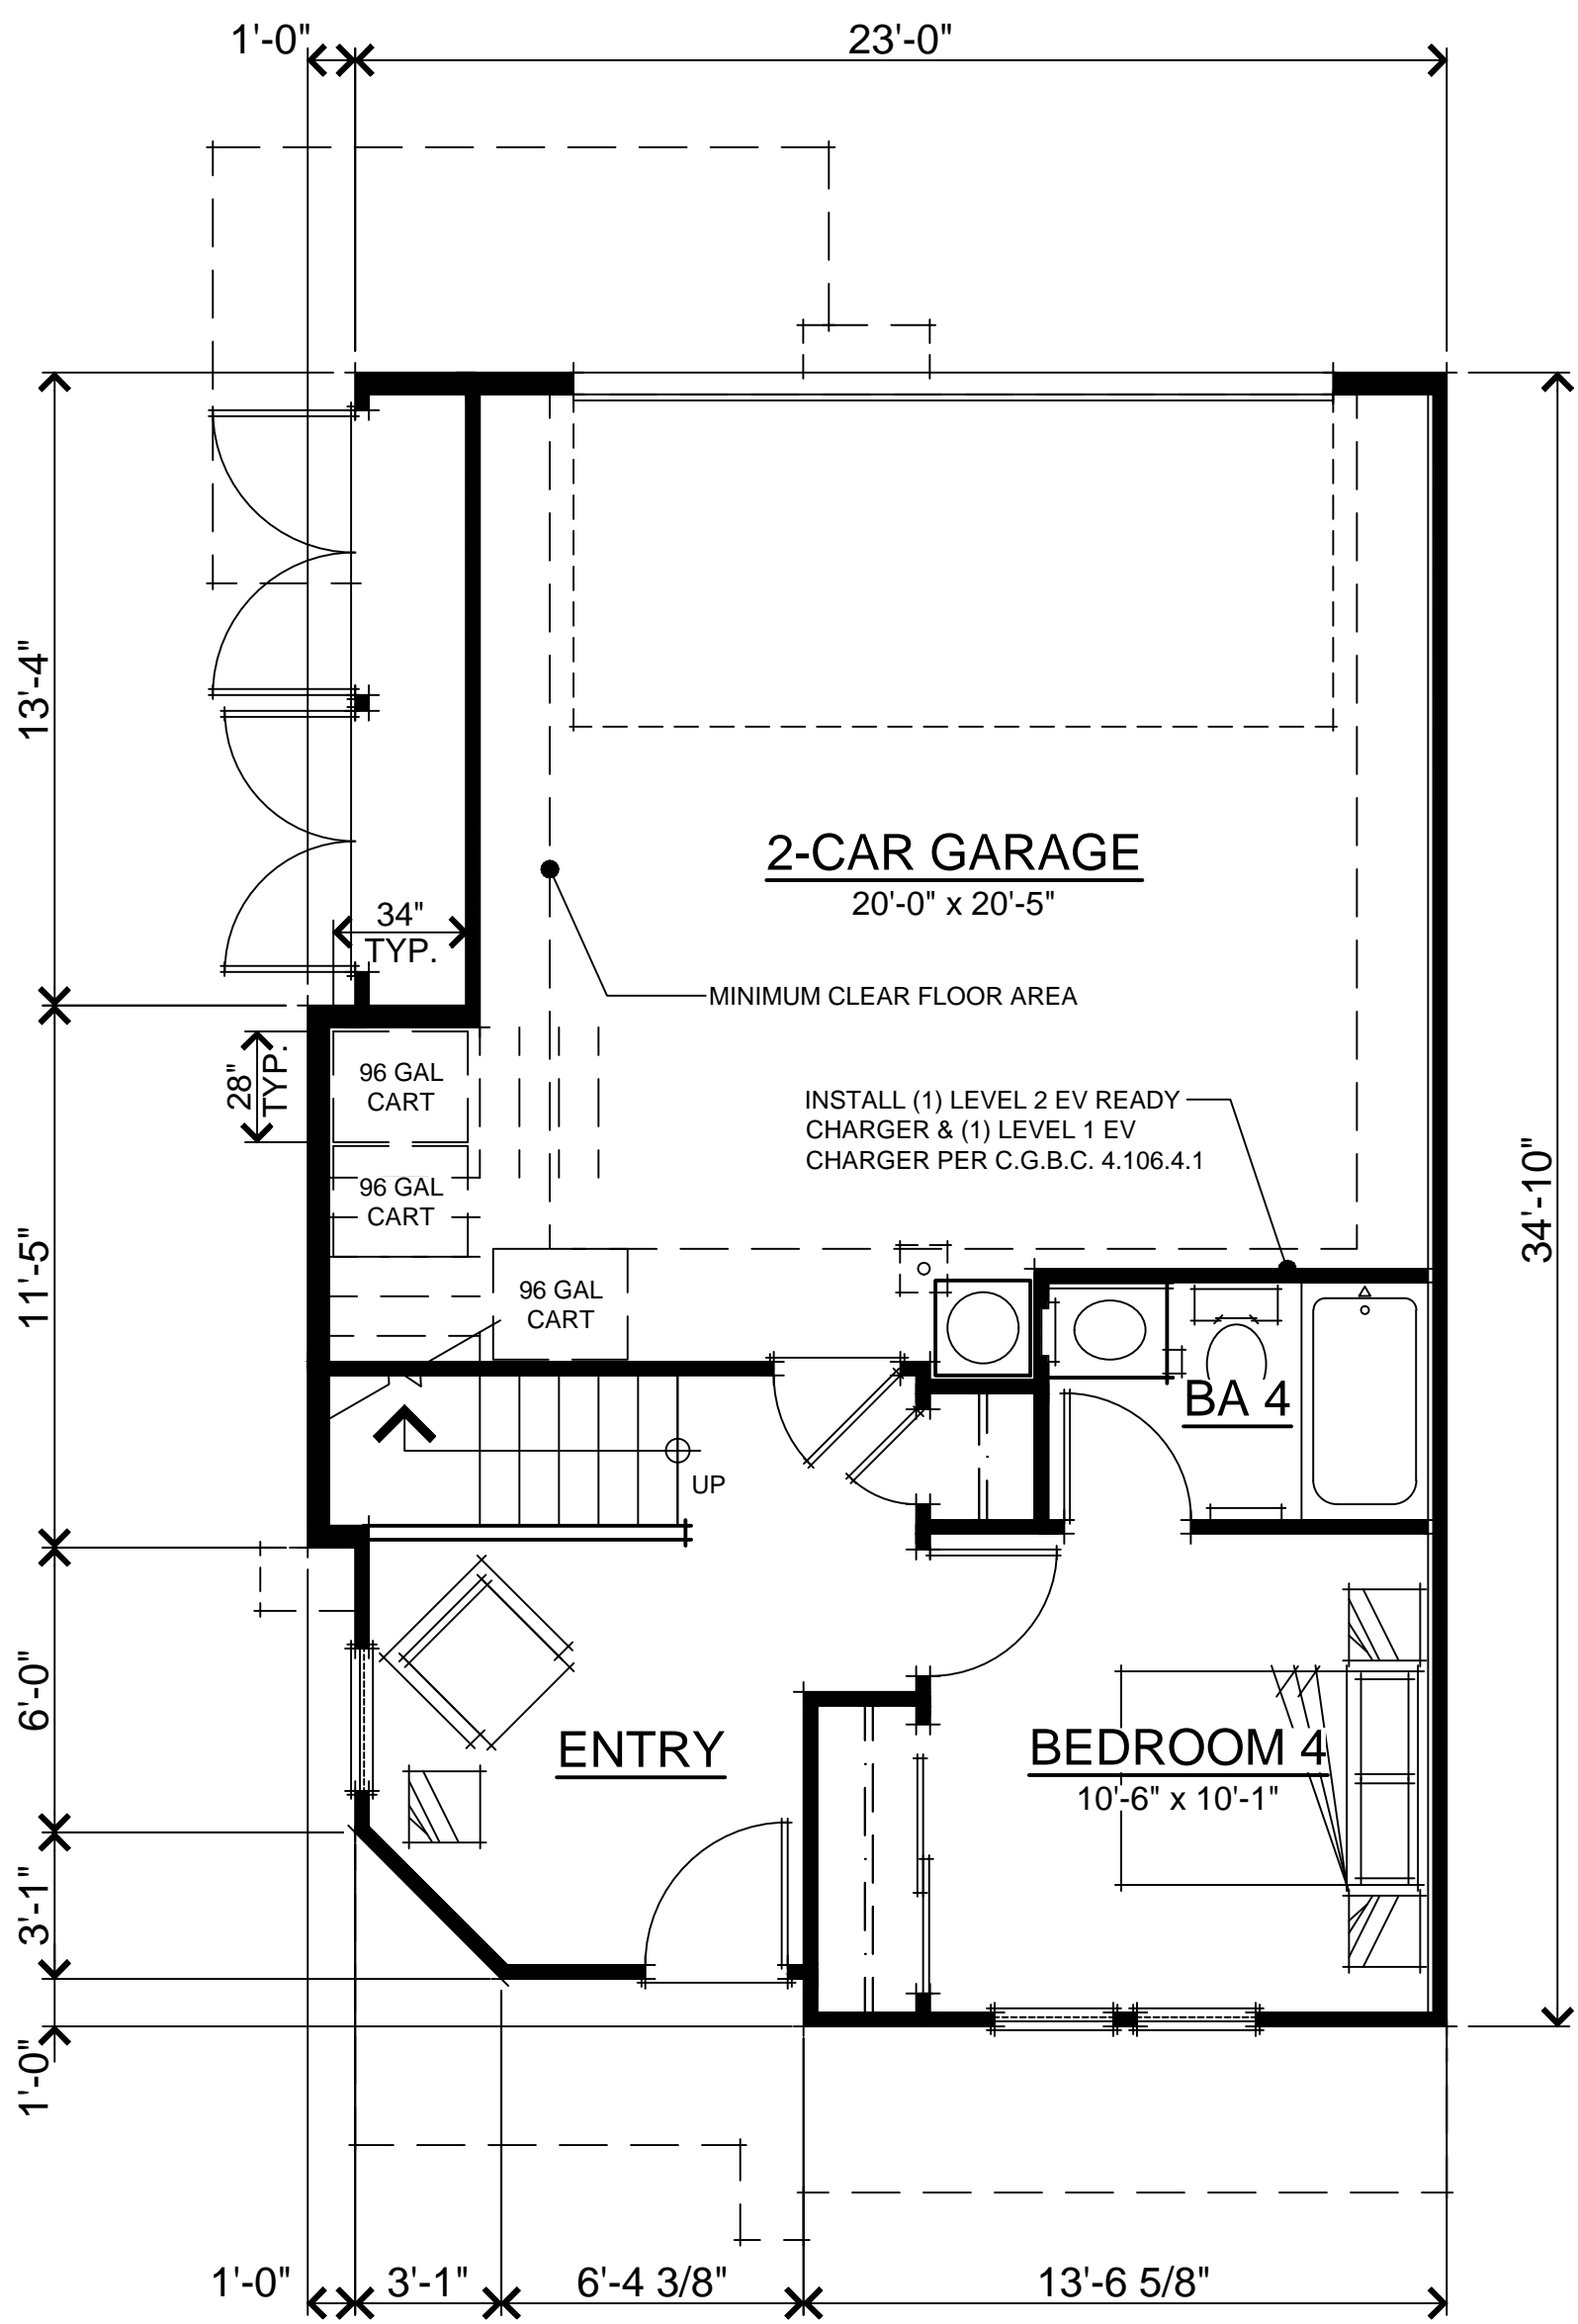 1'-0"
23'-0"
13'-4"
2-CAR GARAGE
20'-0" x 20'-5"
34"
TYP.
MINIMUM CLEAR FLOOR AREA
28"
TYP.
96 GAL
CART
INSTALL (1) LEVEL 2 EV READY
CHARGER & (1) LEVEL 1 EV
CHARGER PER C.G.B.C. 4.106.4.1
34'-10"
96 GAL
CART
11'-5"
96 GAL
CART
BA 4
UP
6'-0"
ENTRY
BEDROOM 4
10'-6" x 10'-1"
3'-1"
1'-0"
1'-0"
3'-1"
6'-4 3/8"
13'-6 5/8"